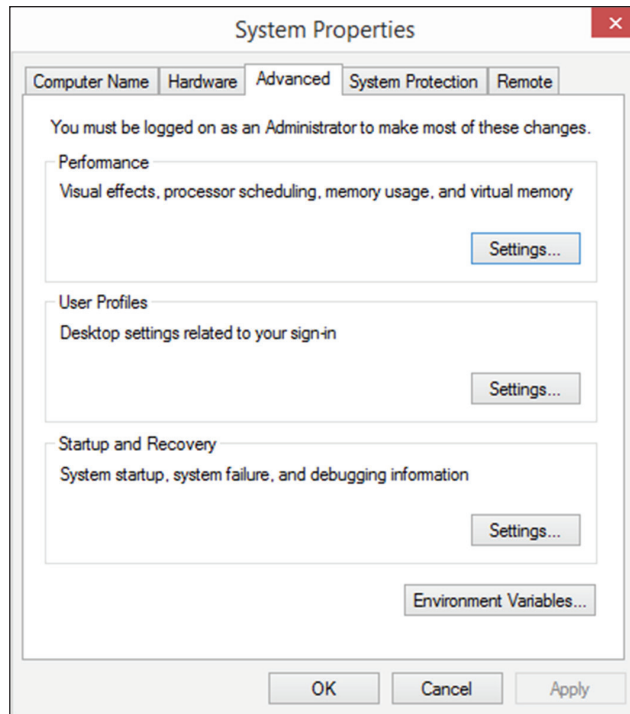 System Properties
Computer Name Hardware Advanced System Protection Remote
You must be logged on as an Administrator to make most of these changes.
Performance
Visual effects, processor scheduling, memory usage, and virtual memory
Settings...
User Profiles
Desktop settings related to your sign-in
Settings...
Startup and Recovery
System startup, system failure, and debugging information
Settings...
Environment Variables...
OK Cancel Apply